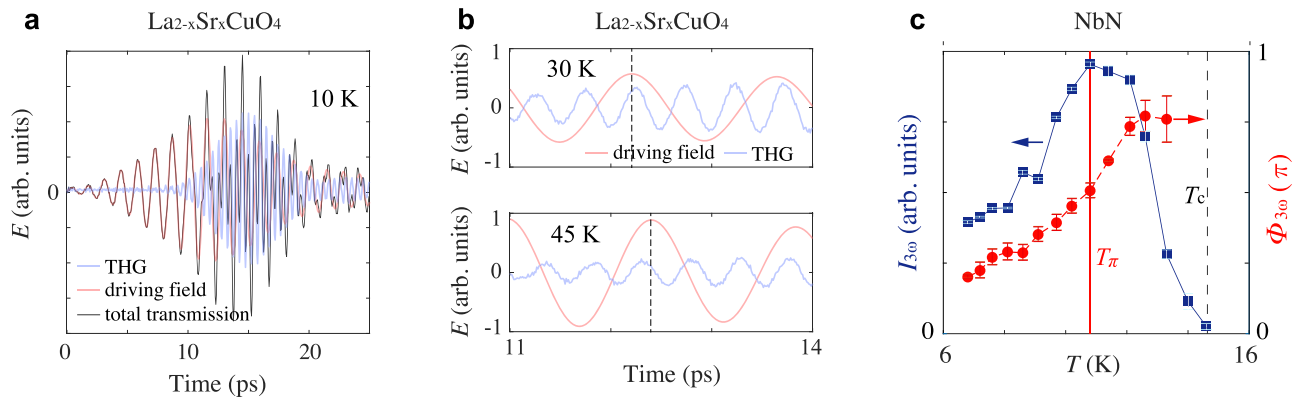 a
La2-xSrxCuO4
E (arb. units)
0
10 K
THG
driving field
total transmission
0
10
20
Time (ps)
b
La2-xSrxCuO4
E (arb. units)
1
0
-1
30 K
driving field
THG
E (arb. units)
1
0
-1
45 K
11
14
Time (ps)
c
NbN
I3ω (arb. units)
0
1
0
Φ3ω (π)
Tπ
Tc
6
16
T (K)